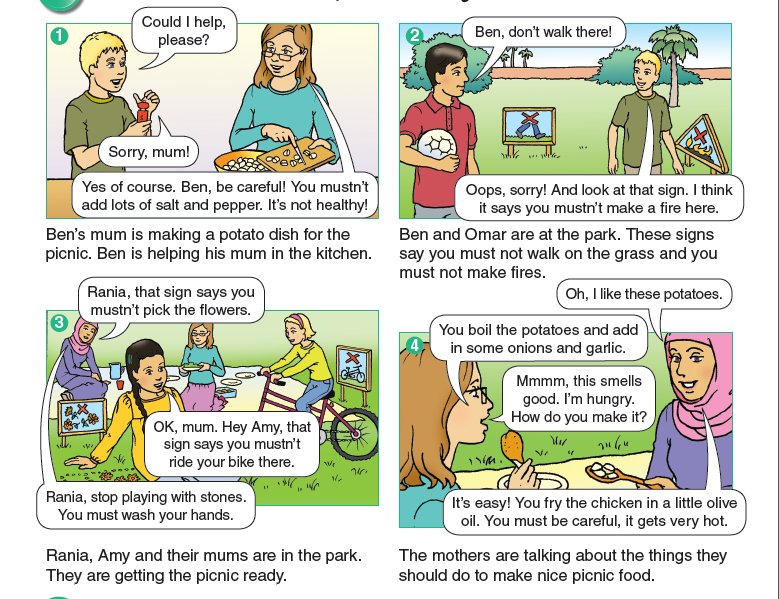 1
Could I help,
please?
Sorry, mum!
Yes of course. Ben, be careful! You mustn't
add lots of salt and pepper. It's not healthy!
Ben's mum is making a potato dish for the
picnic. Ben is helping his mum in the kitchen.
2
Ben, don't walk there!
Oops, sorry! And look at that sign. I think
it says you mustn't make a fire here.
Ben and Omar are at the park. These signs
say you must not walk on the grass and you
must not make fires.
3
Rania, that sign says you
mustn't pick the flowers.
OK, mum. Hey Amy, that
sign says you mustn't
ride your bike there.
Rania, stop playing with stones.
You must wash your hands.
Rania, Amy and their mums are in the park.
They are getting the picnic ready.
4
Oh, I like these potatoes.
You boil the potatoes and add
in some onions and garlic.
Mmmm, this smells
good. I'm hungry.
How do you make it?
It's easy! You fry the chicken in a little olive
oil. You must be careful, it gets very hot.
The mothers are talking about the things they
should do to make nice picnic food.